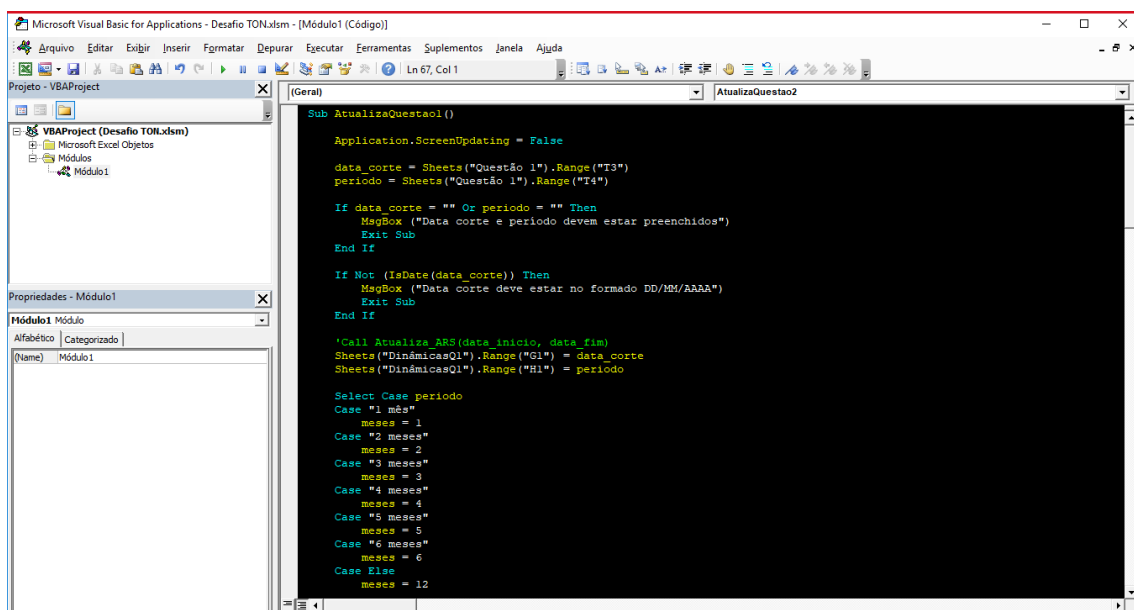 Microsoft Visual Basic for Applications - Desafio TON.xlsm - [Módulo1 (Código)]
Arquivo Editar Exibir Inserir Formatar Depurar Executar Ferramentas Suplementos Janela Ajuda
Ln 67, Col 1
Projeto - VBAProject
VBAProject (Desafio TON.xlsm)
Microsoft Excel Objetos
Módulos
Módulo1
Propriedades - Módulo1
Módulo1 Módulo
Alfabético Categorizado
(Name) Módulo1
(Geral) AtualizaQuestao2
Sub AtualizaQuestao1()
Application.ScreenUpdating = False
data_corte = Sheets("Questão 1").Range("T3")
periodo = Sheets("Questão 1").Range("T4")
If data_corte = "" Or periodo = "" Then
MsgBox ("Data corte e período devem estar preenchidos")
Exit Sub
End If
If Not (IsDate(data_corte)) Then
MsgBox ("Data corte deve estar no formado DD/MM/AAAA")
Exit Sub
End If
'Call Atualiza_ARS(data_inicio, data_fim)
Sheets("DinâmicasQ1").Range("G1") = data_corte
Sheets("DinâmicasQ1").Range("H1") = periodo
Select Case periodo
Case "1 mês"
meses = 1
Case "2 meses"
meses = 2
Case "3 meses"
meses = 3
Case "4 meses"
meses = 4
Case "5 meses"
meses = 5
Case "6 meses"
meses = 6
Case Else
meses = 12